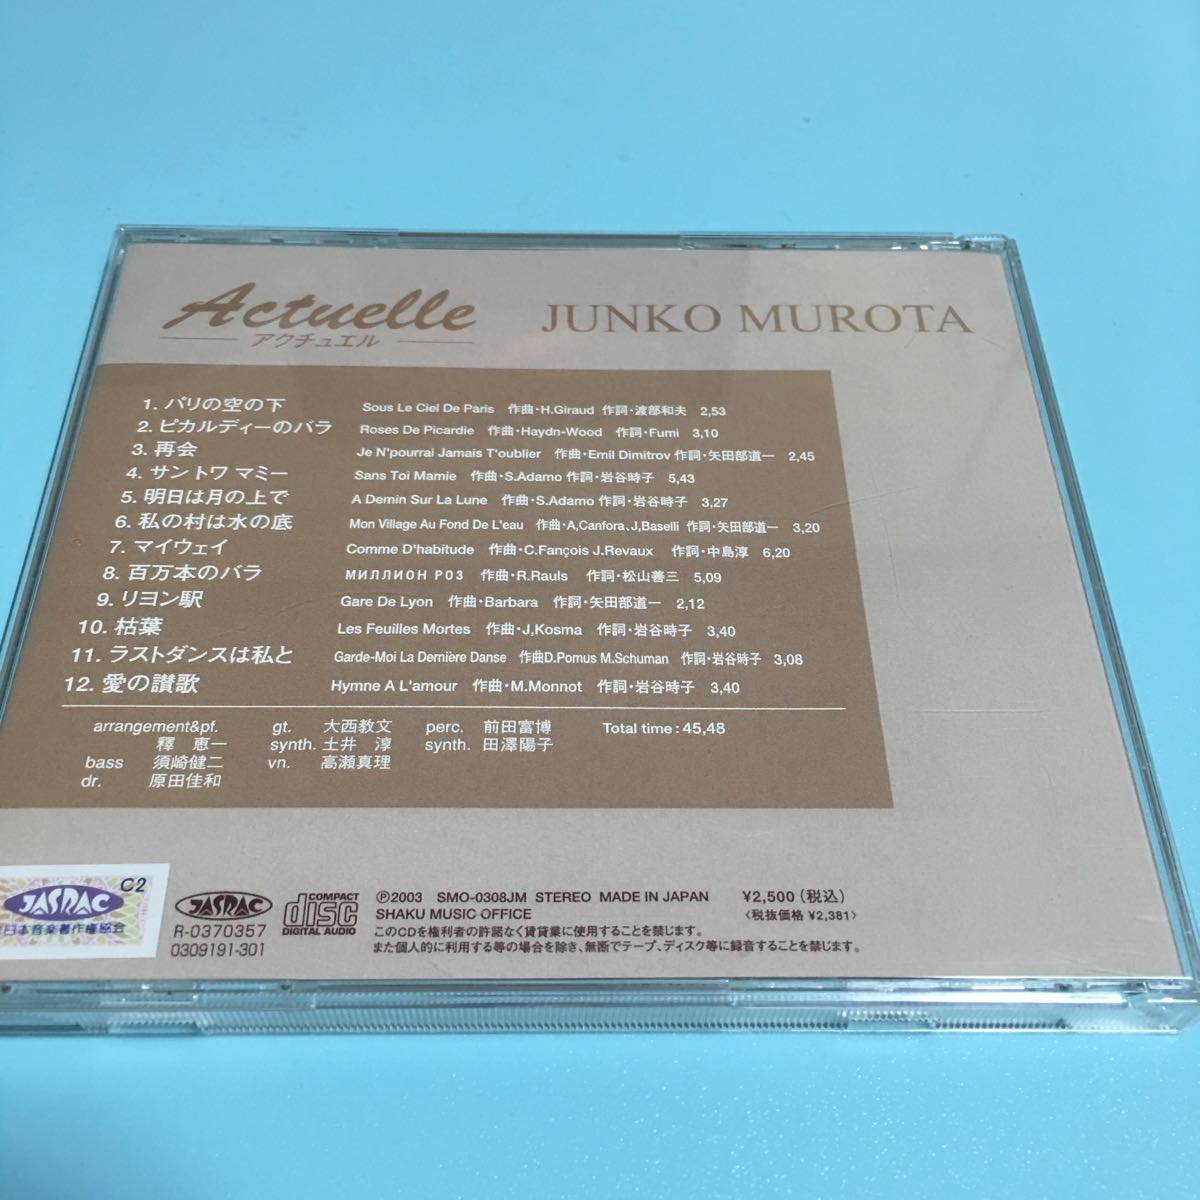 Actuelle JUNKO MUROTA
アクチュエル
1. パリの空の下 Sous Le Ciel De Paris 作曲・H.Giraud 作詞・渡部和夫 2,53
2. ピカルディーのバラ Roses De Picardie 作曲・Haydn-Wood 作詞・Fumi 3,10
3. 再会 Je N'pourrai Jamais T'oublier 作曲・Emil Dimitrov 作詞・矢田部道一 2,45
4. サントワ マミー Sans Toi Mamie 作曲・S.Adamo 作詞・岩谷時子 5,43
5. 明日は月の上で A Demin Sur La Lune 作曲・S.Adamo 作詞・岩谷時子 3,27
6. 私の村は水の底 Mon Village Au Fond De L'eau 作曲・A,Canfora、J,Baselli 作詞・矢田部道一 3,20
7. マイウェイ Comme D'habitude 作曲・C.Fançois J.Revaux 作詞・中島淳 6,20
8. 百万本のバラ МИЛЛИОН РОЗ 作曲・R.Rauls 作詞・松山善三 5,09
9. リヨン駅 Gare De Lyon 作曲・Barbara 作詞・矢田部道一 2,12
10. 枯葉 Les Feuilles Mortes 作曲・J,Kosma 作詞・岩谷時子 3,40
11. ラストダンスは私と Garde-Moi La Dernière Danse 作曲D.Pomus M.Schuman 作詞・岩谷時子 3,08
12. 愛の讃歌 Hymne A L'amour 作曲・M.Monnot 作詞・岩谷時子 3,40
arrangement&pf. gt. 大西教文 perc. 前田富博 Total time : 45,48
釋 恵一 synth. 土井 淳 synth. 田澤陽子
bass 須崎健二 vn. 高瀬真理
dr. 原田佳和
C2
JASRAC
日本音楽著作権協会
JASRAC
R-0370357
0309191-301
COMPACT
disc
DIGITAL AUDIO
℗2003 SMO-0308JM STEREO MADE IN JAPAN ¥2,500(税込)
SHAKU MUSIC OFFICE 〈税抜価格 ¥2,381〉
このCDを権利者の許諾なく賃貸業に使用することを禁じます。
また個人的に利用する等の場合を除き、無断でテープ、ディスク等に録音することを禁じます。